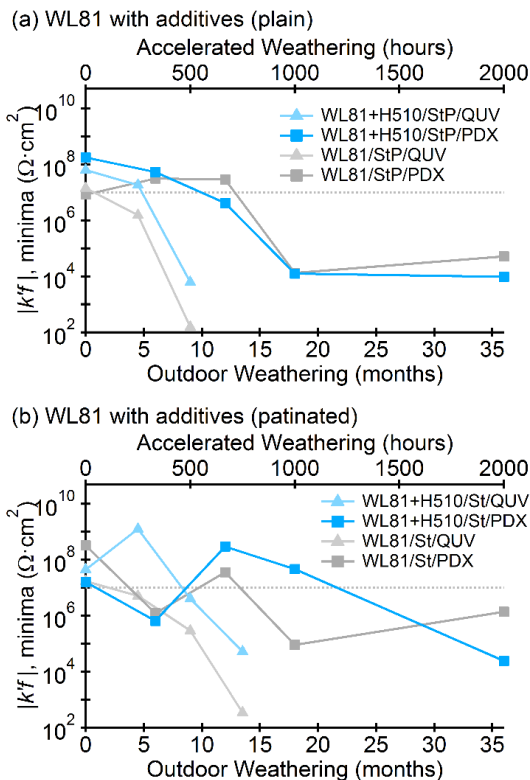 (a) WL81 with additives (plain)
Accelerated Weathering (hours)
0 500 1000 2000
10^10
10^8
10^6
10^4
10^2
|k'f|, minima (Ω·cm^2)
WL81+H510/StP/QUV
WL81+H510/StP/PDX
WL81/StP/QUV
WL81/StP/PDX
0 5 10 15 20 25 30 35
Outdoor Weathering (months)
(b) WL81 with additives (patinated)
Accelerated Weathering (hours)
0 500 1000 2000
10^10
10^8
10^6
10^4
10^2
|k'f|, minima (Ω·cm^2)
WL81+H510/St/QUV
WL81+H510/St/PDX
WL81/St/QUV
WL81/St/PDX
0 5 10 15 20 25 30 35
Outdoor Weathering (months)